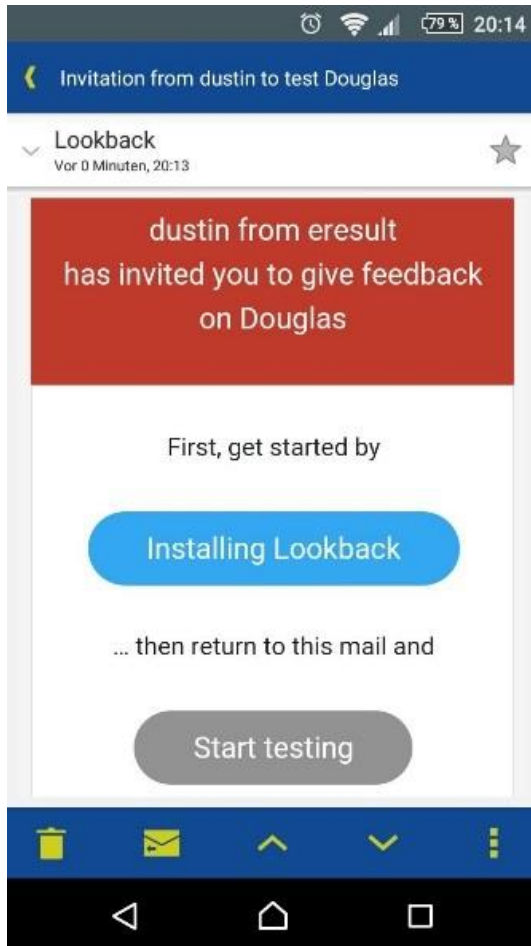 79 % 20:14
Invitation from dustin to test Douglas
Lookback
Vor 0 Minuten, 20:13
dustin from eresult
has invited you to give feedback
on Douglas
First, get started by
Installing Lookback
... then return to this mail and
Start testing